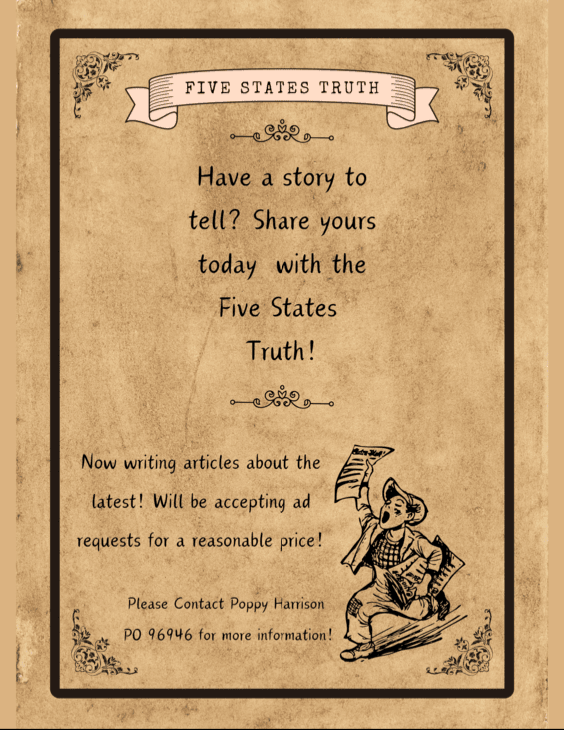 FIVE STATES TRUTH
Have a story to
tell? Share yours
today with the
Five States
Truth!
Now writing articles about the
latest! Will be accepting ad
requests for a reasonable price!
Please Contact Poppy Harrison
PO 96946 for more information!